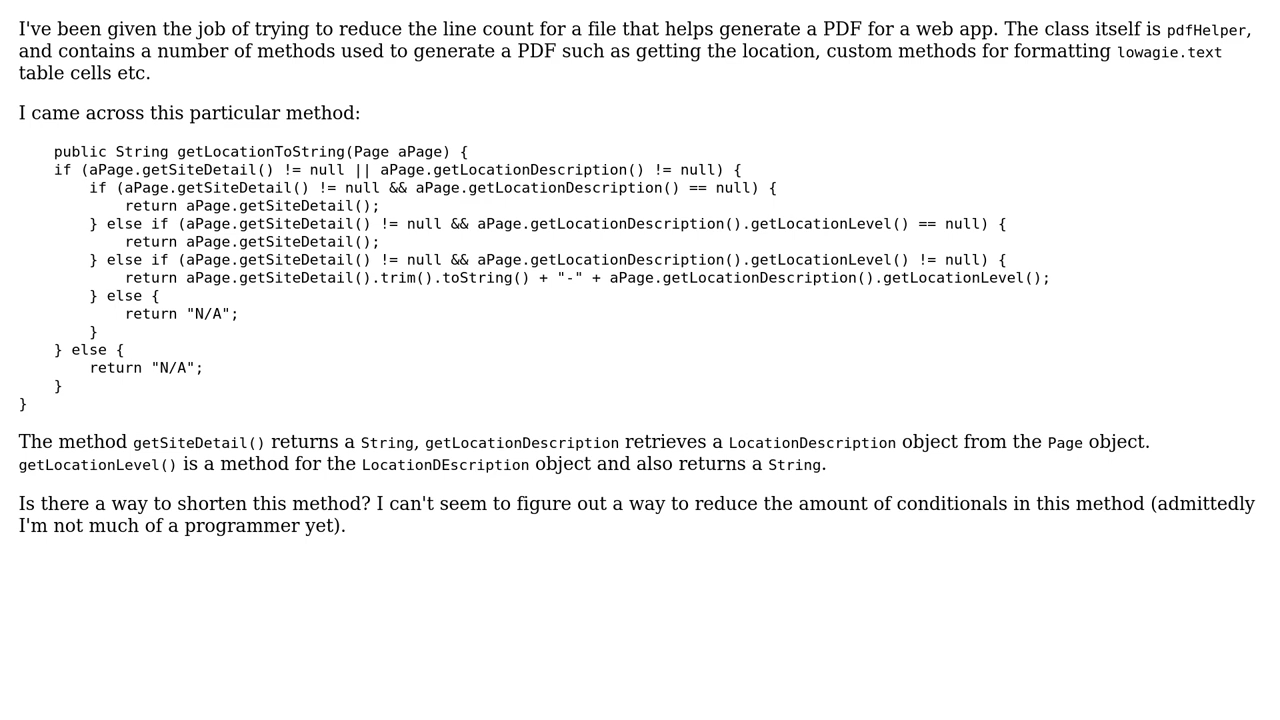 I've been given the job of trying to reduce the line count for a file that helps generate a PDF for a web app. The class itself is pdfHelper,
and contains a number of methods used to generate a PDF such as getting the location, custom methods for formatting lowagie.text
table cells etc.
I came across this particular method:
    public String getLocationToString(Page aPage) {
    if (aPage.getSiteDetail() != null || aPage.getLocationDescription() != null) {
        if (aPage.getSiteDetail() != null && aPage.getLocationDescription() == null) {
            return aPage.getSiteDetail();
        } else if (aPage.getSiteDetail() != null && aPage.getLocationDescription().getLocationLevel() == null) {
            return aPage.getSiteDetail();
        } else if (aPage.getSiteDetail() != null && aPage.getLocationDescription().getLocationLevel() != null) {
            return aPage.getSiteDetail().trim().toString() + "-" + aPage.getLocationDescription().getLocationLevel();
        } else {
            return "N/A";
        }
    } else {
        return "N/A";
    }
}
The method getSiteDetail() returns a String, getLocationDescription retrieves a LocationDescription object from the Page object.
getLocationLevel() is a method for the LocationDEscription object and also returns a String.
Is there a way to shorten this method? I can't seem to figure out a way to reduce the amount of conditionals in this method (admittedly
I'm not much of a programmer yet).